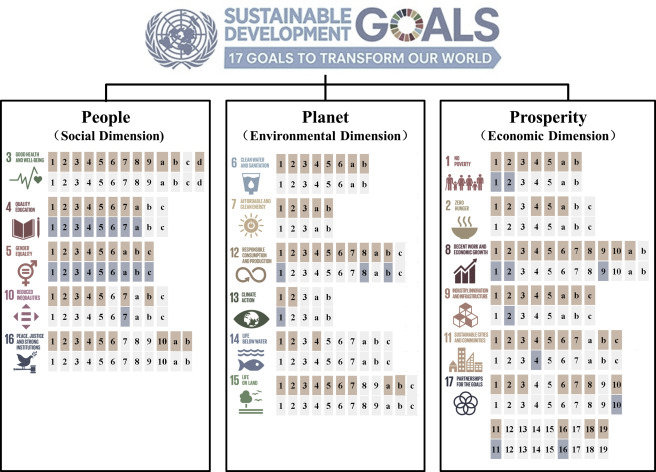 SUSTAINABLE
DEVELOPMENT
GOALS
17 GOALS TO TRANSFORM OUR WORLD
People
(Social Dimension)
3 GOOD HEALTH
AND WELL-BEING
1 2 3 4 5 6 7 8 9 a b c d
1 2 3 4 5 6 7 8 9 a b c d
4 QUALITY
EDUCATION
1 2 3 4 5 6 7 a b c
1 2 3 4 5 6 7 a b c
5 GENDER
EQUALITY
1 2 3 4 5 6 a b c
1 2 3 4 5 6 a b c
10 REDUCED
INEQUALITIES
1 2 3 4 5 6 7 a b c
1 2 3 4 5 6 7 a b c
16 PEACE, JUSTICE
AND STRONG
INSTITUTIONS
1 2 3 4 5 6 7 8 9 10 a b
1 2 3 4 5 6 7 8 9 10 a b
Planet
(Environmental Dimension)
6 CLEAN WATER
AND SANITATION
1 2 3 4 5 6 a b
1 2 3 4 5 6 a b
7 AFFORDABLE AND
CLEAN ENERGY
1 2 3 a b
1 2 3 a b
12 RESPONSIBLE
CONSUMPTION
AND PRODUCTION
1 2 3 4 5 6 7 8 a b c
1 2 3 4 5 6 7 8 a b c
13 CLIMATE
ACTION
1 2 3 a b
1 2 3 a b
14 LIFE
BELOW WATER
1 2 3 4 5 6 7 a b c
1 2 3 4 5 6 7 a b c
15 LIFE
ON LAND
1 2 3 4 5 6 7 8 9 a b c
1 2 3 4 5 6 7 8 9 a b c
Prosperity
(Economic Dimension)
1 NO
POVERTY
1 2 3 4 5 a b
1 2 3 4 5 a b
2 ZERO
HUNGER
1 2 3 4 5 a b c
1 2 3 4 5 a b c
8 DECENT WORK AND
ECONOMIC GROWTH
1 2 3 4 5 6 7 8 9 10 a b
1 2 3 4 5 6 7 8 9 10 a b
9 INDUSTRY, INNOVATION
AND INFRASTRUCTURE
1 2 3 4 5 a b c
1 2 3 4 5 a b c
11 SUSTAINABLE CITIES
AND COMMUNITIES
1 2 3 4 5 6 7 a b c
1 2 3 4 5 6 7 a b c
17 PARTNERSHIPS
FOR THE GOALS
1 2 3 4 5 6 7 8 9 10
1 2 3 4 5 6 7 8 9 10
11 12 13 14 15 16 17 18 19
11 12 13 14 15 16 17 18 19